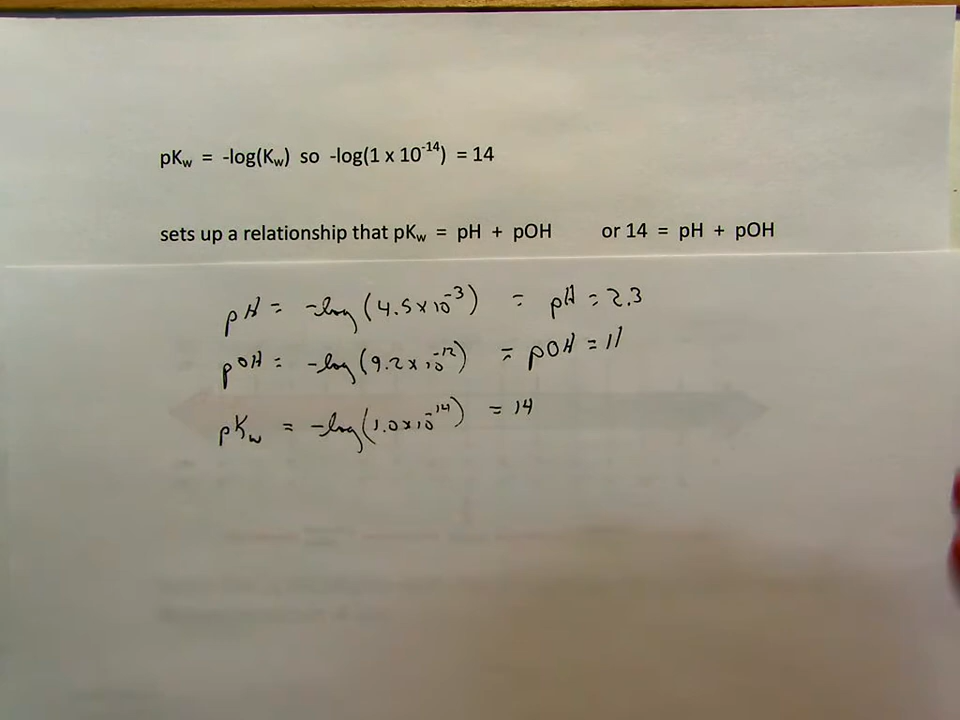 pKw = -log(Kw) so -log(1 x 10⁻¹⁴) = 14
sets up a relationship that pKw = pH + pOH or 14 = pH + pOH
pH = -log (4.5x10⁻³) = pH = 2.3
pOH = -log (9.2x10⁻¹²) = pOH = 11
pKw = -log (1.0x10⁻¹⁴) = 14